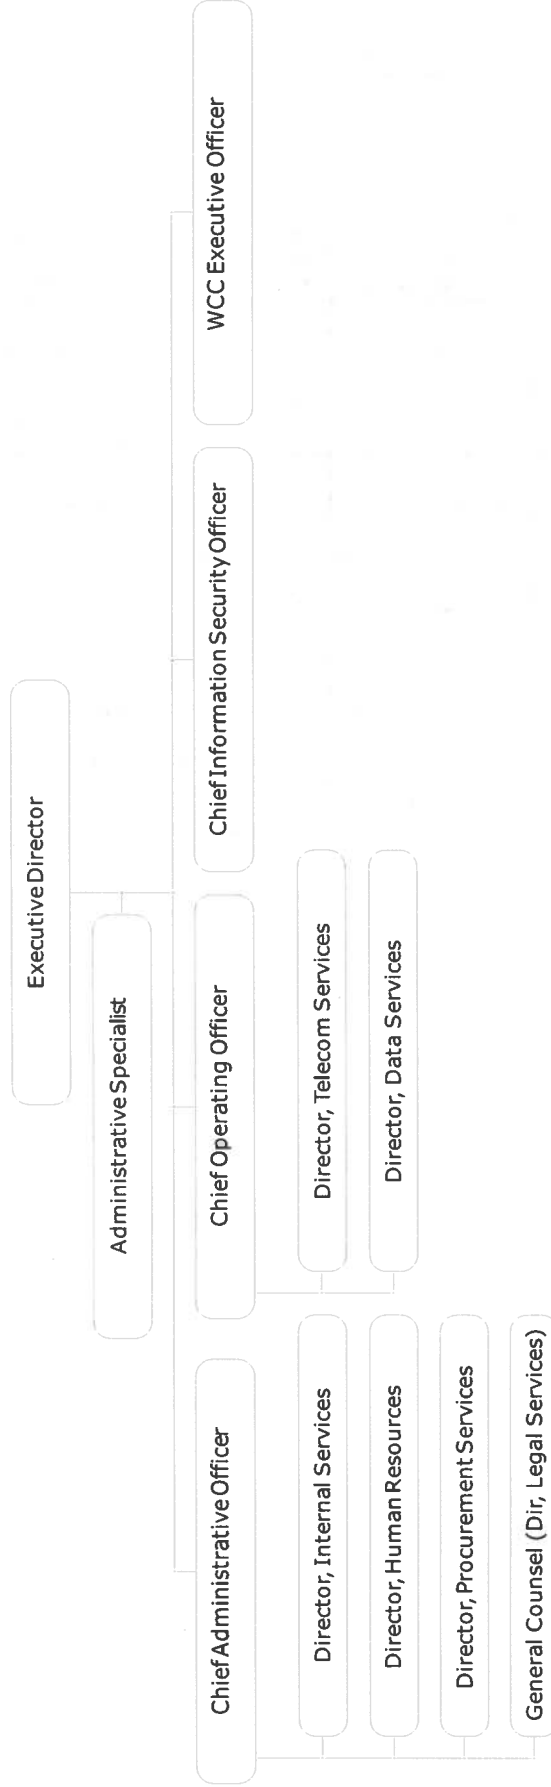 Executive Director
Administrative Specialist
Chief Administrative Officer
Chief Operating Officer
Chief Information Security Officer
WCC Executive Officer
Director, Internal Services
Director, Human Resources
Director, Procurement Services
General Counsel (Dir, Legal Services)
Director, Telecom Services
Director, Data Services